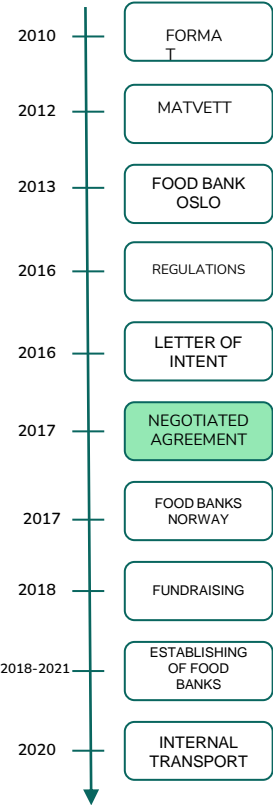 2010
FORMA
T
2012
MATVETT
2013
FOOD BANK
OSLO
2016
REGULATIONS
2016
LETTER OF
INTENT
2017
NEGOTIATED
AGREEMENT
2017
FOOD BANKS
NORWAY
2018
FUNDRAISING
2018-2021
ESTABLISHING
OF FOOD
BANKS
2020
INTERNAL
TRANSPORT